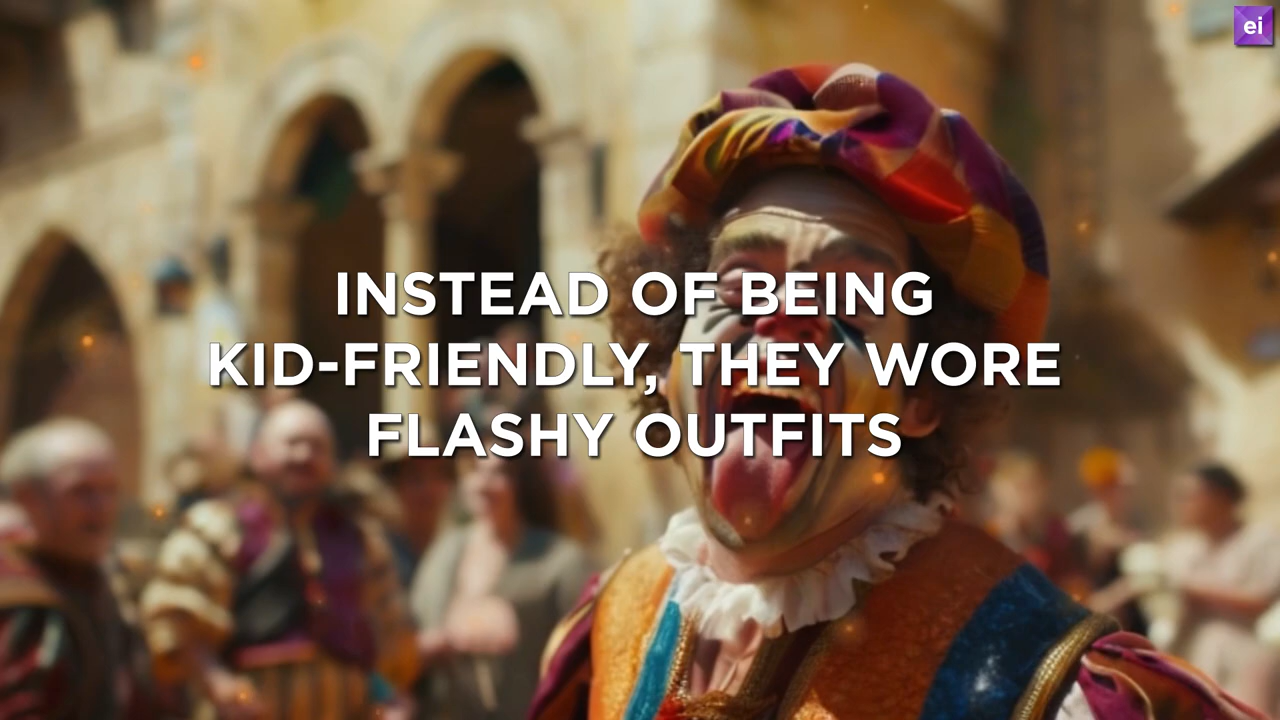 ei
INSTEAD OF BEING
KID-FRIENDLY, THEY WORE
FLASHY OUTFITS